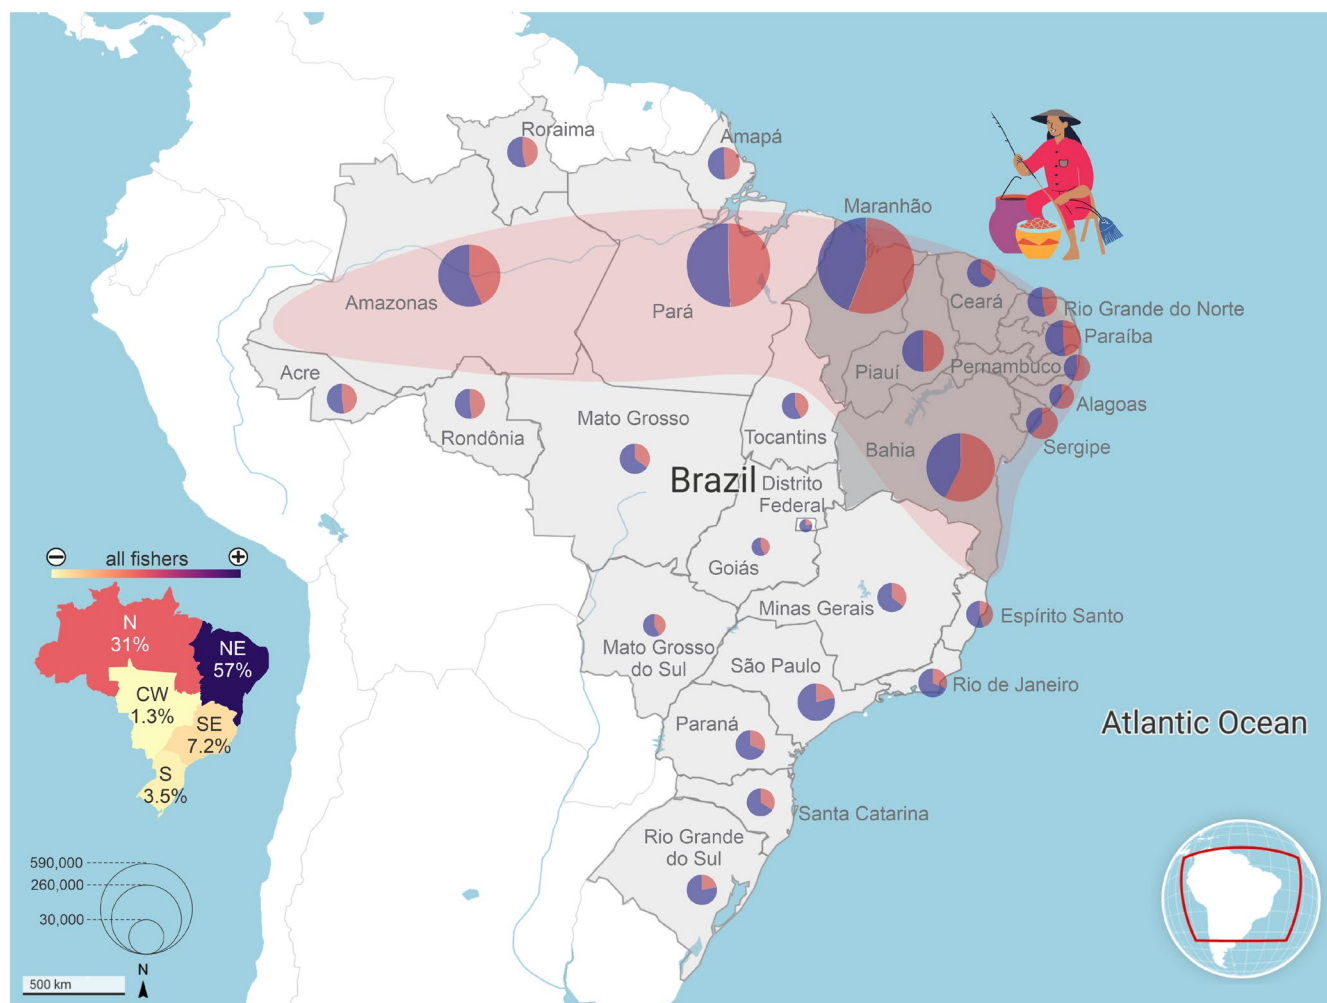 Roraima
Amapá
Maranhão
Amazonas
Pará
Ceará
Rio Grande do Norte
Paraíba
Piauí
Pernambuco
Acre
Alagoas
Mato Grosso
Rondônia
Tocantins
Bahia
Sergipe
Brazil
Distrito
Federal
all fishers
Goiás
Minas Gerais
Espírito Santo
N
31%
NE
57%
Mato Grosso
do Sul
São Paulo
Rio de Janeiro
CW
1.3%
SE
7.2%
Paraná
Atlantic Ocean
S
3.5%
Santa Catarina
Rio Grande
do Sul
590,000
260,000
30,000
N
500 km